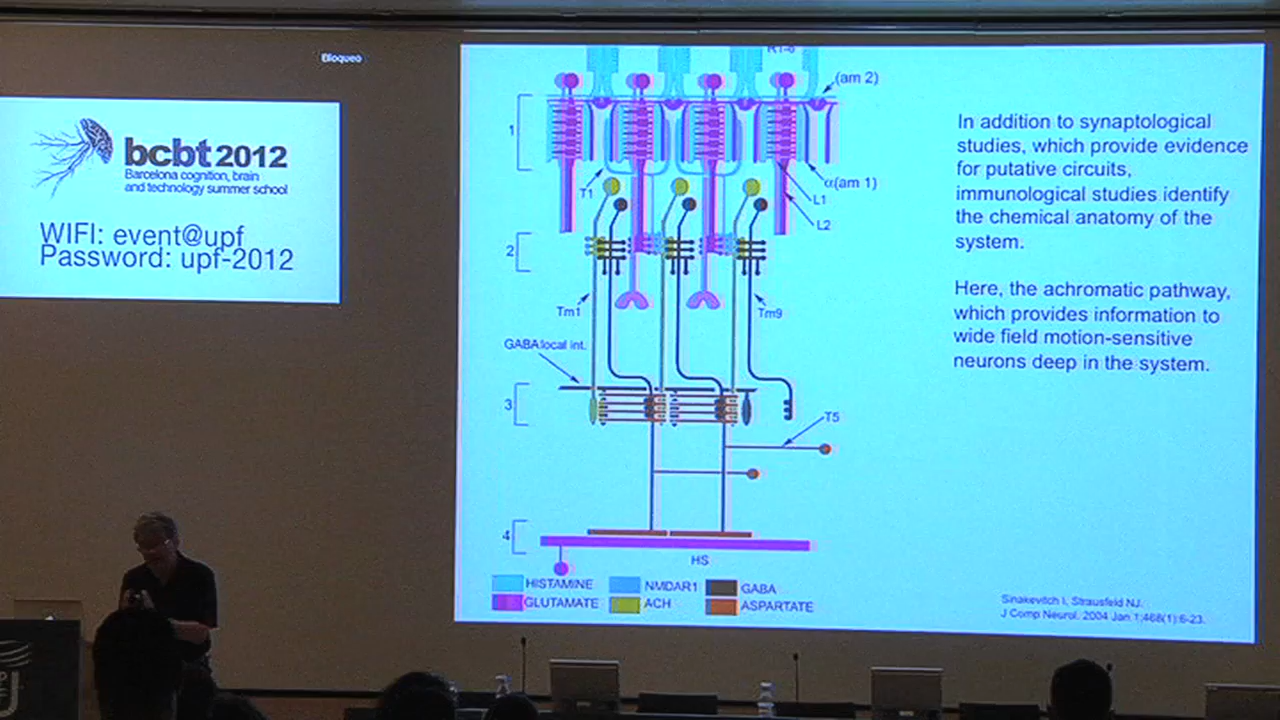 Bloqueo
bcbt 2012
Barcelona cognition, brain
and technology summer school
WIFI: event@upf
Password: upf-2012
R1-6
(am 2)
1
T1
α(am 1)
L1
L2
2
Tm1
Tm9
GABA local int.
3
T5
4
HS
HISTAMINE
NMDAR1
GABA
GLUTAMATE
ACH
ASPARTATE
In addition to synaptological
studies, which provide evidence
for putative circuits,
immunological studies identify
the chemical anatomy of the
system.
Here, the achromatic pathway,
which provides information to
wide field motion-sensitive
neurons deep in the system.
Sinakevitch I, Strausfeld NJ.
J Comp Neurol. 2004 Jan 1;468(1):6-23.